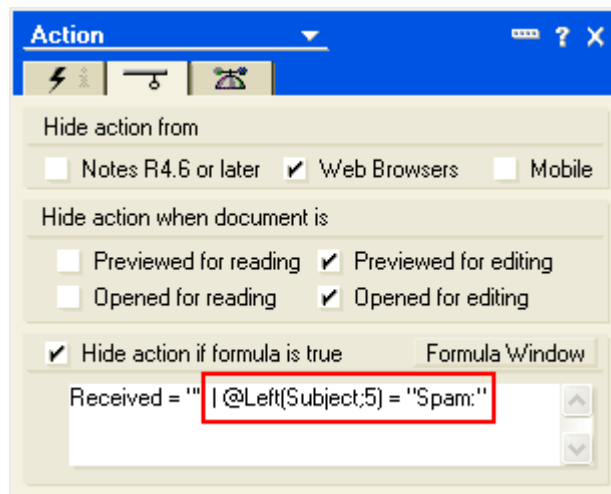 Action
? X
Hide action from
Notes R4.6 or later Web Browsers Mobile
Hide action when document is
Previewed for reading Previewed for editing
Opened for reading Opened for editing
Hide action if formula is true Formula Window
Received = "" | @Left(Subject;5) = "Spam:"